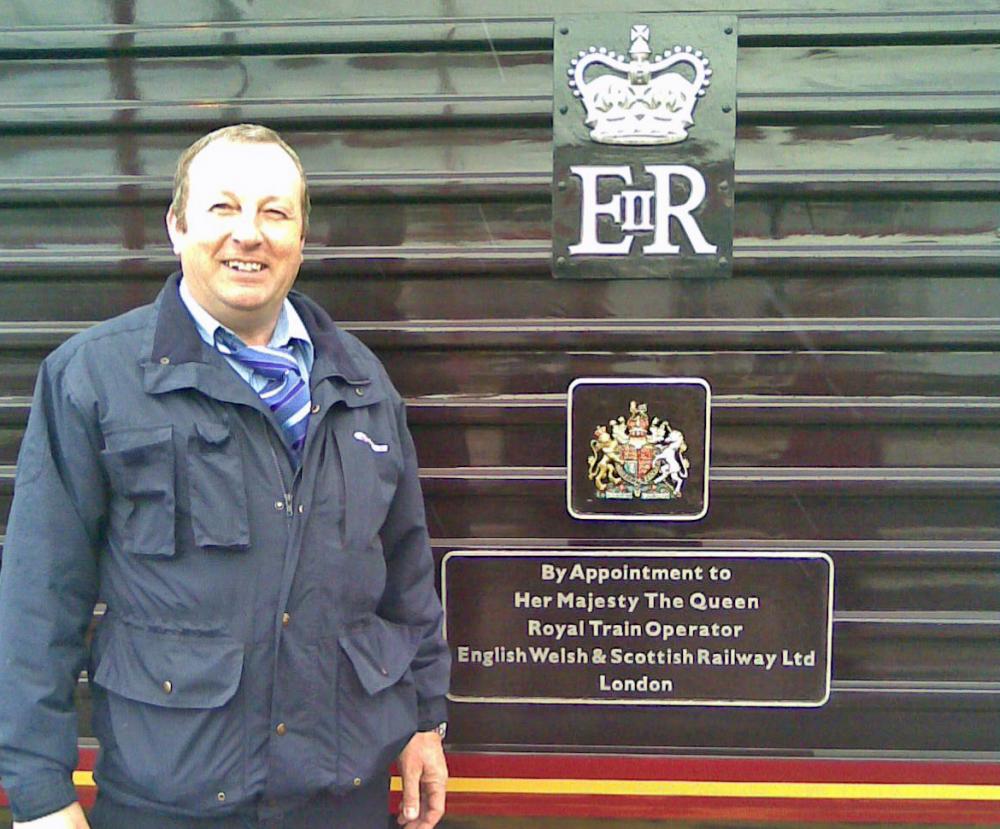 EIIR
By Appointment to
Her Majesty The Queen
Royal Train Operator
English Welsh & Scottish Railway Ltd
London